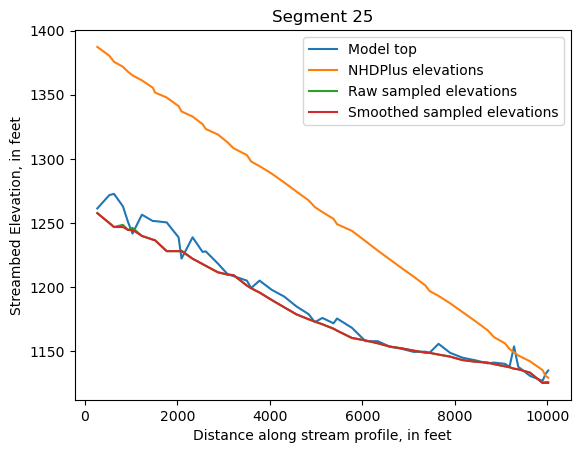 Segment 25
Model top
NHDPlus elevations
Raw sampled elevations
Smoothed sampled elevations
Streambed Elevation, in feet
1400
1350
1300
1250
1200
1150
0 2000 4000 6000 8000 10000
Distance along stream profile, in feet